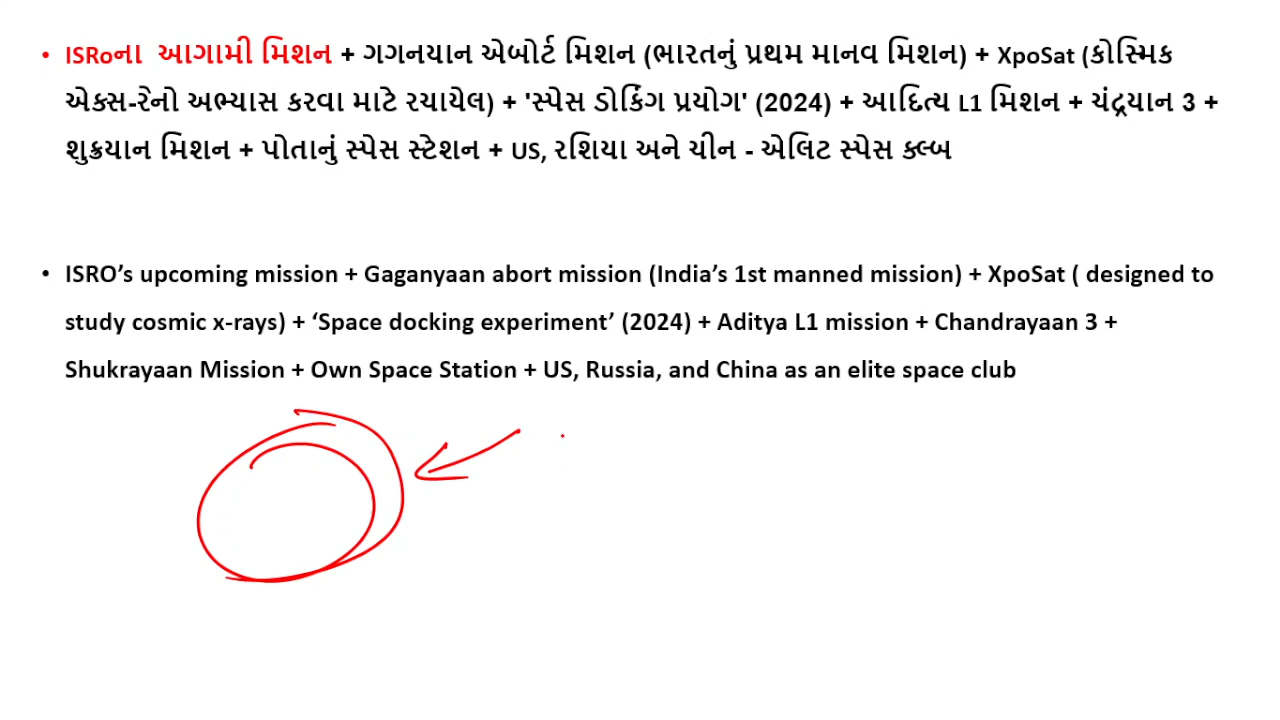 • ISRoના આગામી મિશન + ગગનયાન એબોર્ટ મિશન (ભારતનું પ્રથમ માનવ મિશન) + XpoSat (કોસ્મિક
એક્સ-રેનો અભ્યાસ કરવા માટે રચાયેલ) + 'સ્પેસ ડોકિંગ પ્રયોગ' (2024) + આદિત્ય L1 મિશન + ચંદ્રયાન 3 +
શુક્રયાન મિશન + પોતાનું સ્પેસ સ્ટેશન + US, રશિયા અને ચીન - એલિટ સ્પેસ ક્લબ
• ISRO’s upcoming mission + Gaganyaan abort mission (India’s 1st manned mission) + XpoSat ( designed to
study cosmic x-rays) + ‘Space docking experiment’ (2024) + Aditya L1 mission + Chandrayaan 3 +
Shukrayaan Mission + Own Space Station + US, Russia, and China as an elite space club